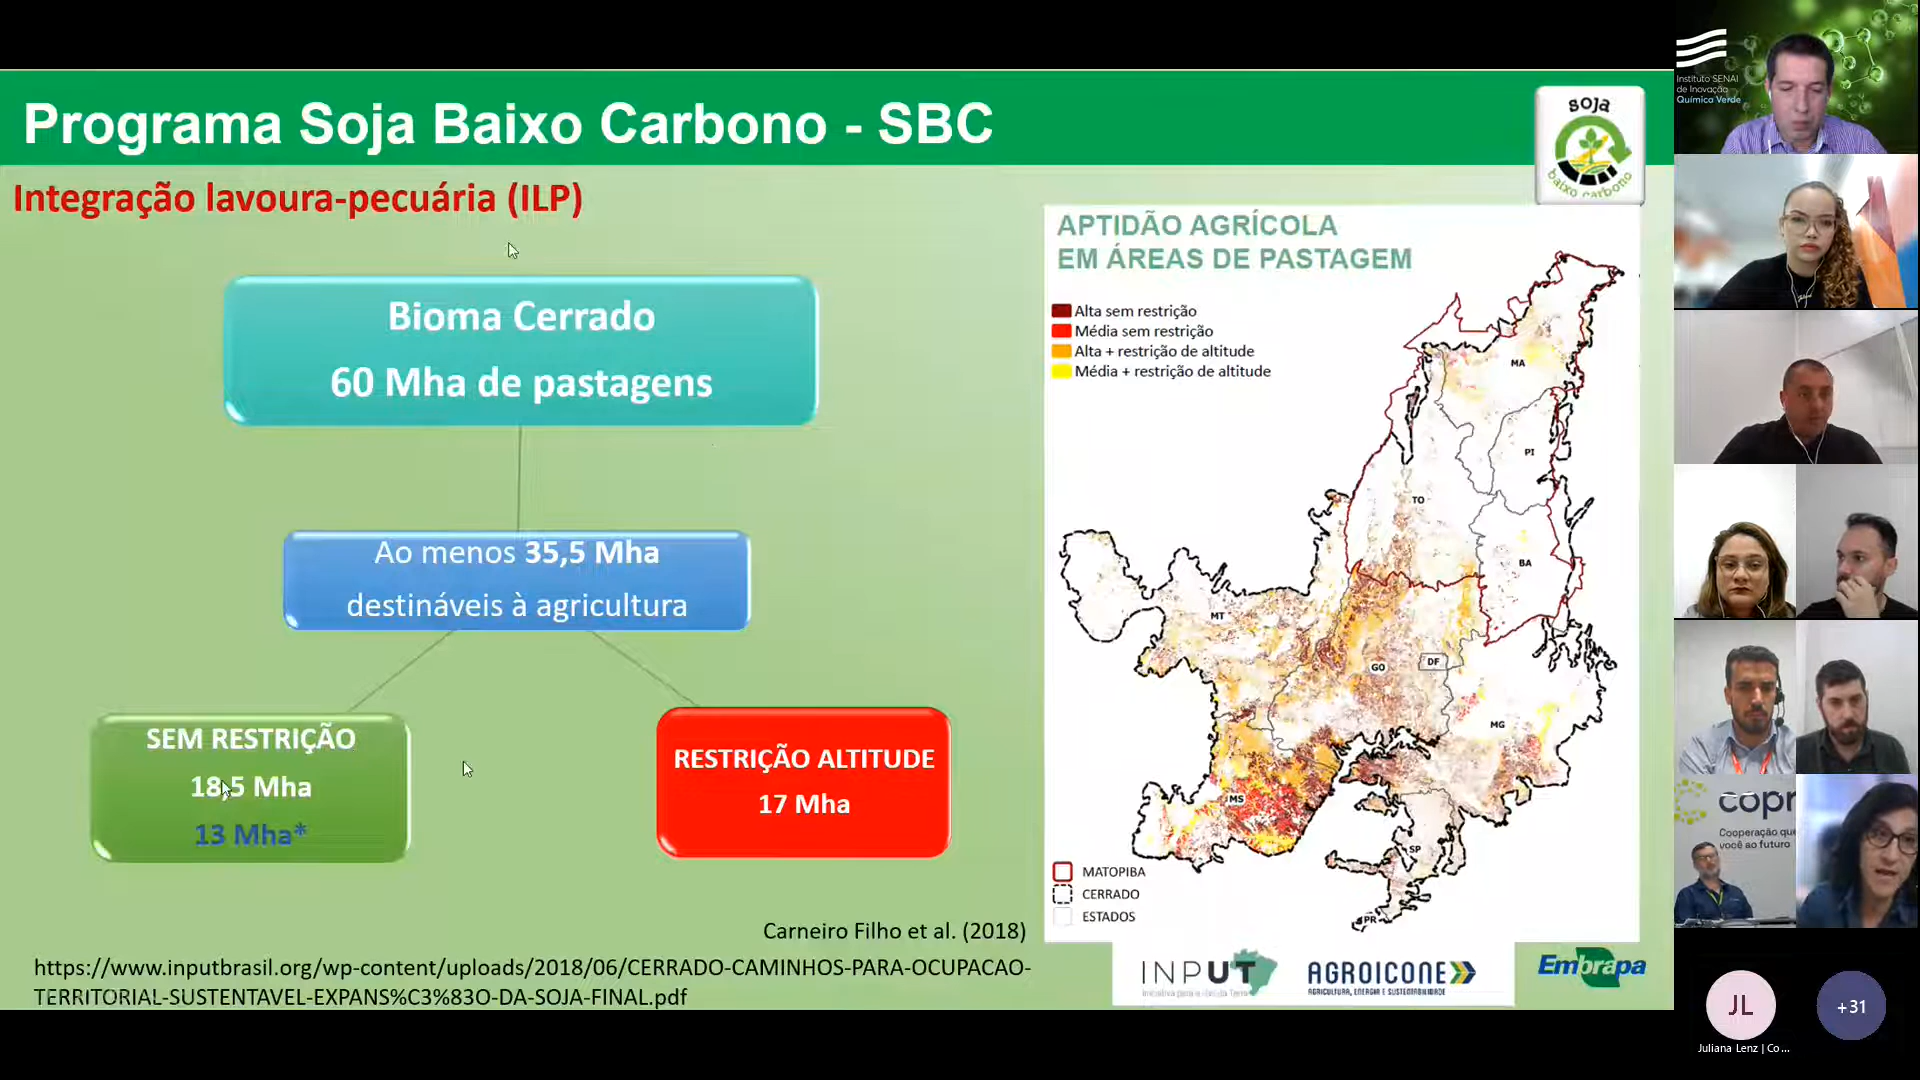 Programa Soja Baixo Carbono - SBC
soja
baixo carbono
Integração lavoura-pecuária (ILP)
Bioma Cerrado
60 Mha de pastagens
Ao menos 35,5 Mha
destináveis à agricultura
SEM RESTRIÇÃO
18,5 Mha
13 Mha*
RESTRIÇÃO ALTITUDE
17 Mha
APTIDÃO AGRÍCOLA
EM ÁREAS DE PASTAGEM
Alta sem restrição
Média sem restrição
Alta + restrição de altitude
Média + restrição de altitude
MA
PI
TO
BA
MT
GO
DF
MG
MS
SP
PR
MATOPIBA
CERRADO
ESTADOS
Carneiro Filho et al. (2018)
https://www.inputbrasil.org/wp-content/uploads/2018/06/CERRADO-CAMINHOS-PARA-OCUPACAO-
TERRITORIAL-SUSTENTAVEL-EXPANS%C3%83O-DA-SOJA-FINAL.pdf
INPUT
AGROICONE
AGRICULTURA, ENERGIA E SUSTENTABILIDADE
Embrapa
Instituto SENAI
de Inovação
Química Verde
copr
Cooperação que
você ao futuro
JL
+31
Juliana Lenz | Co...